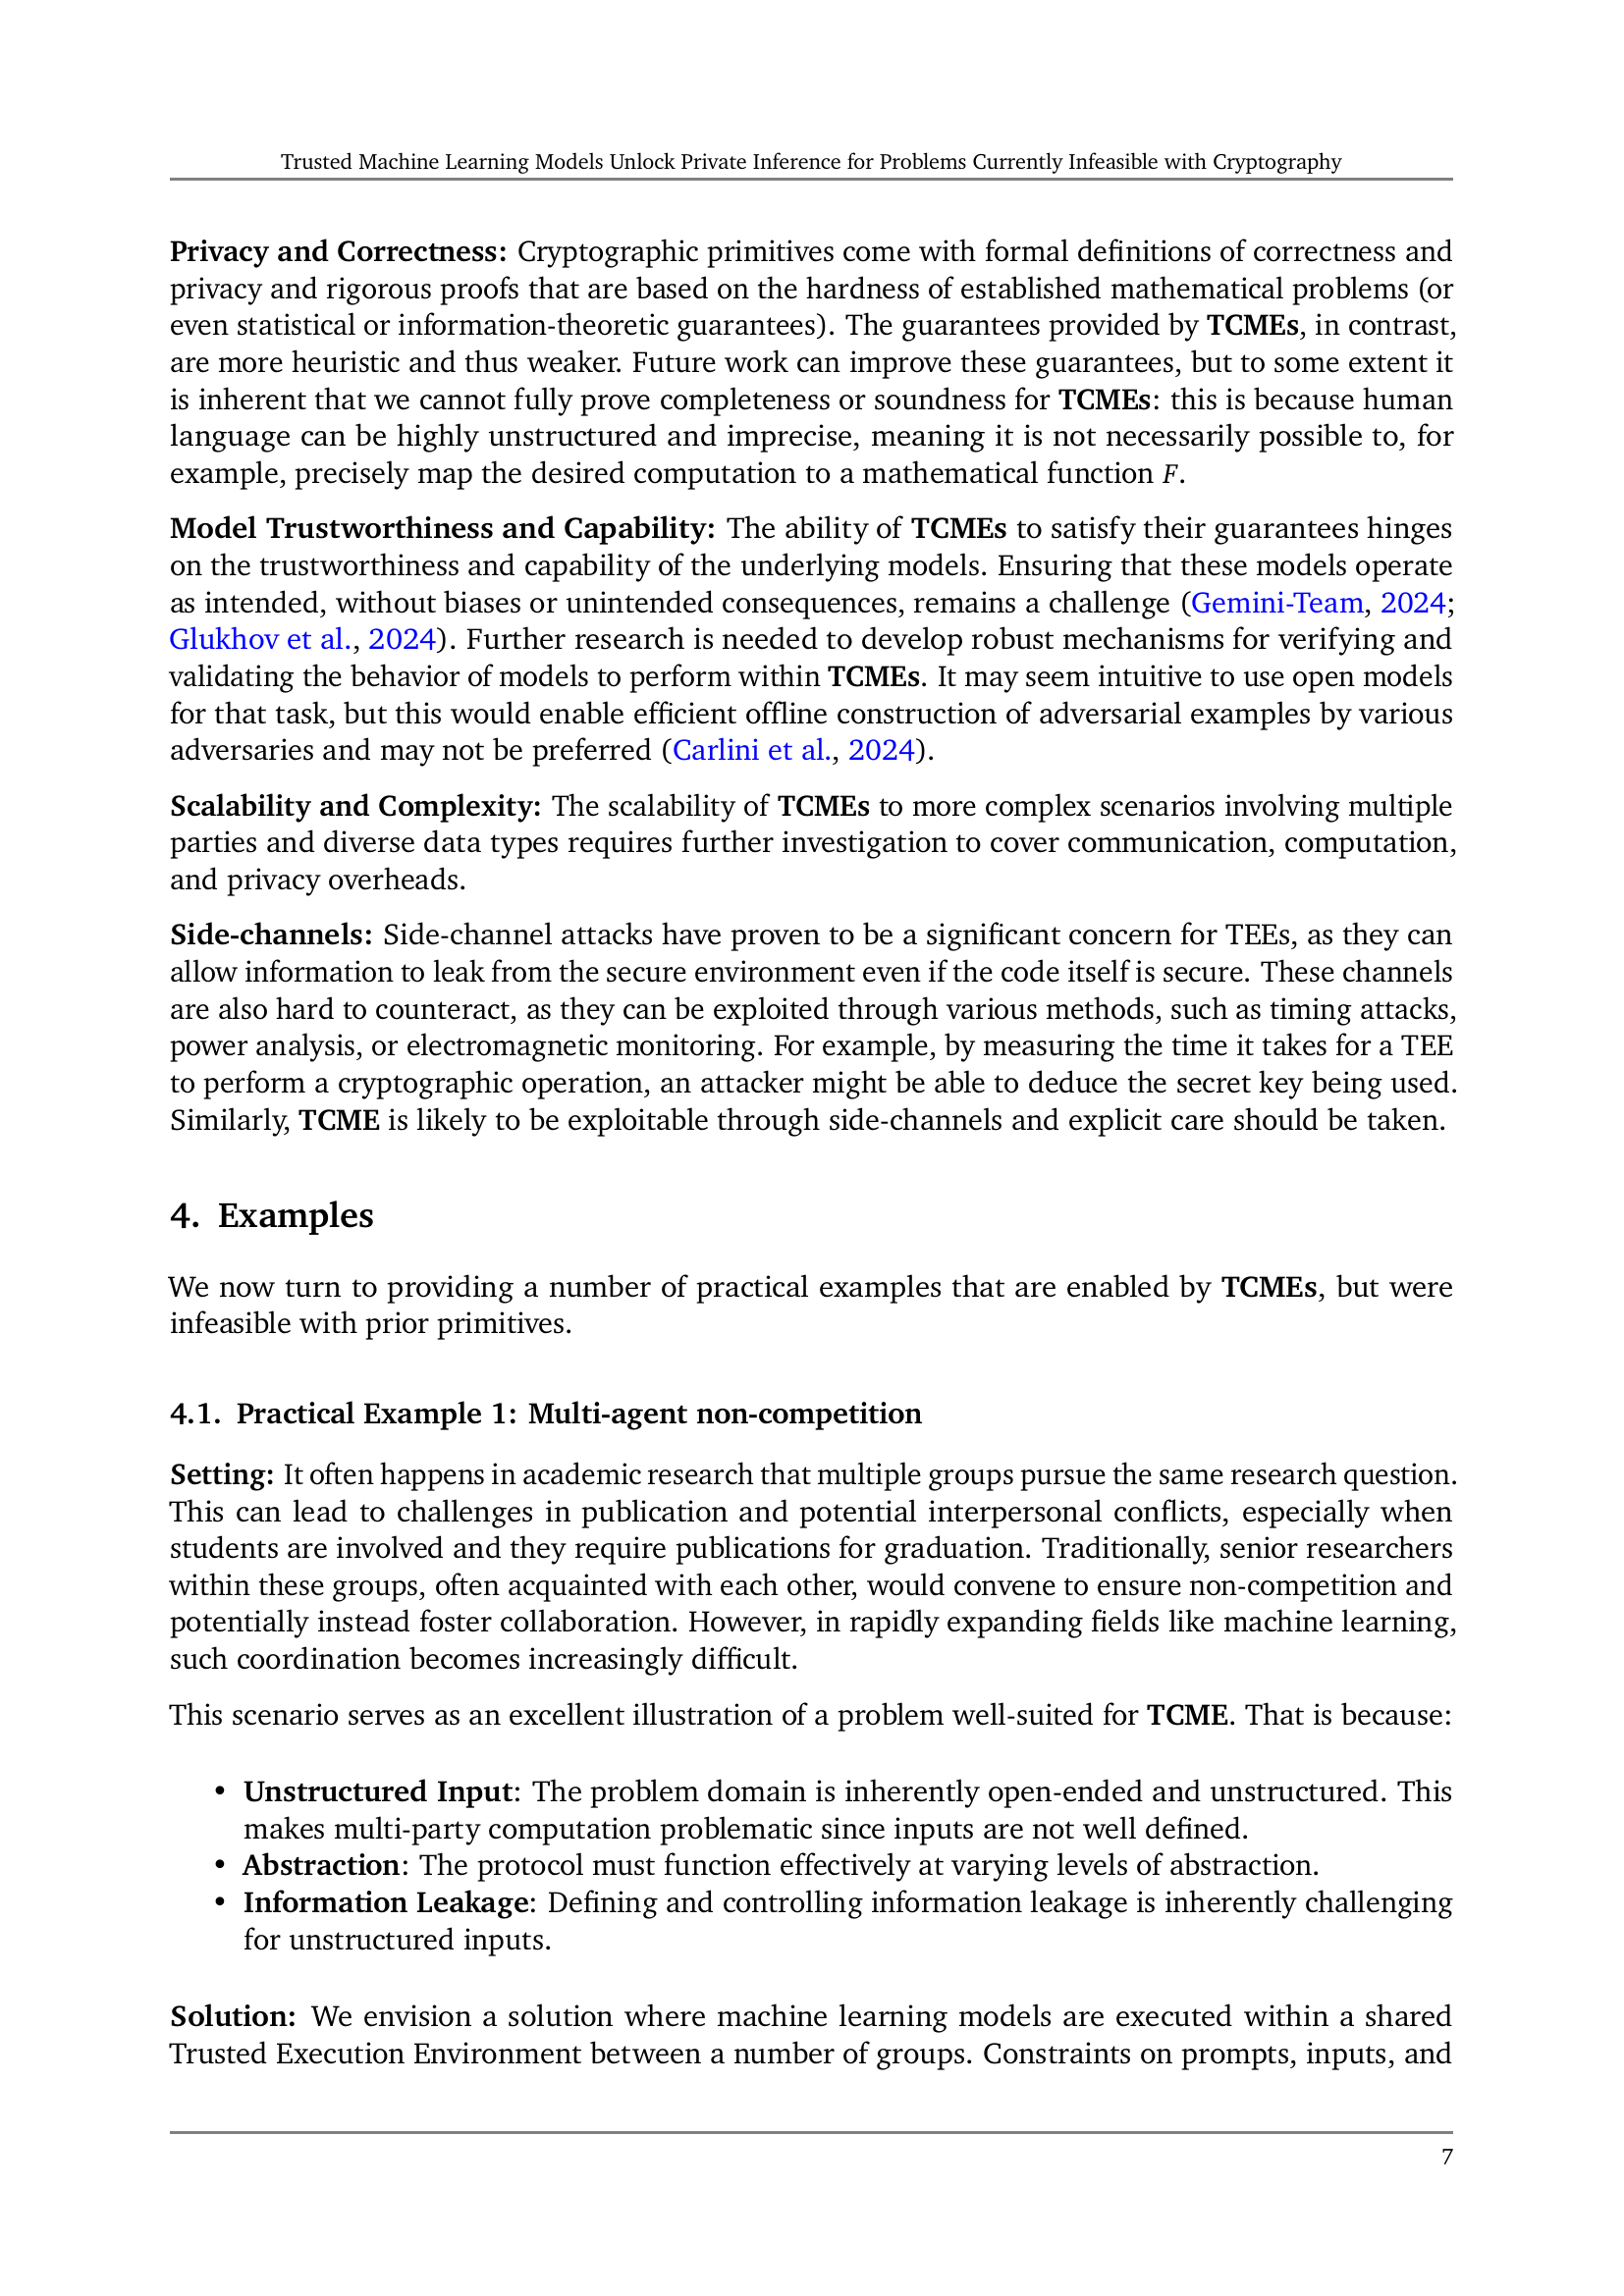 Trusted Machine Learning Models Unlock Private Inference for Problems Currently Infeasible with Cryptography
Privacy and Correctness: Cryptographic primitives come with formal definitions of correctness and
privacy and rigorous proofs that are based on the hardness of established mathematical problems (or
even statistical or information-theoretic guarantees). The guarantees provided by TCMEs, in contrast,
are more heuristic and thus weaker. Future work can improve these guarantees, but to some extent it
is inherent that we cannot fully prove completeness or soundness for TCMEs: this is because human
language can be highly unstructured and imprecise, meaning it is not necessarily possible to, for
example, precisely map the desired computation to a mathematical function F.
Model Trustworthiness and Capability: The ability of TCMEs to satisfy their guarantees hinges
on the trustworthiness and capability of the underlying models. Ensuring that these models operate
as intended, without biases or unintended consequences, remains a challenge (Gemini-Team, 2024;
Glukhov et al., 2024). Further research is needed to develop robust mechanisms for verifying and
validating the behavior of models to perform within TCMEs. It may seem intuitive to use open models
for that task, but this would enable efficient offline construction of adversarial examples by various
adversaries and may not be preferred (Carlini et al., 2024).
Scalability and Complexity: The scalability of TCMEs to more complex scenarios involving multiple
parties and diverse data types requires further investigation to cover communication, computation,
and privacy overheads.
Side-channels: Side-channel attacks have proven to be a significant concern for TEEs, as they can
allow information to leak from the secure environment even if the code itself is secure. These channels
are also hard to counteract, as they can be exploited through various methods, such as timing attacks,
power analysis, or electromagnetic monitoring. For example, by measuring the time it takes for a TEE
to perform a cryptographic operation, an attacker might be able to deduce the secret key being used.
Similarly, TCME is likely to be exploitable through side-channels and explicit care should be taken.
4. Examples
We now turn to providing a number of practical examples that are enabled by TCMEs, but were
infeasible with prior primitives.
4.1. Practical Example 1: Multi-agent non-competition
Setting: It often happens in academic research that multiple groups pursue the same research question.
This can lead to challenges in publication and potential interpersonal conflicts, especially when
students are involved and they require publications for graduation. Traditionally, senior researchers
within these groups, often acquainted with each other, would convene to ensure non-competition and
potentially instead foster collaboration. However, in rapidly expanding fields like machine learning,
such coordination becomes increasingly difficult.
This scenario serves as an excellent illustration of a problem well-suited for TCME. That is because:
• Unstructured Input: The problem domain is inherently open-ended and unstructured. This
makes multi-party computation problematic since inputs are not well defined.
• Abstraction: The protocol must function effectively at varying levels of abstraction.
• Information Leakage: Defining and controlling information leakage is inherently challenging
for unstructured inputs.
Solution: We envision a solution where machine learning models are executed within a shared
Trusted Execution Environment between a number of groups. Constraints on prompts, inputs, and
7